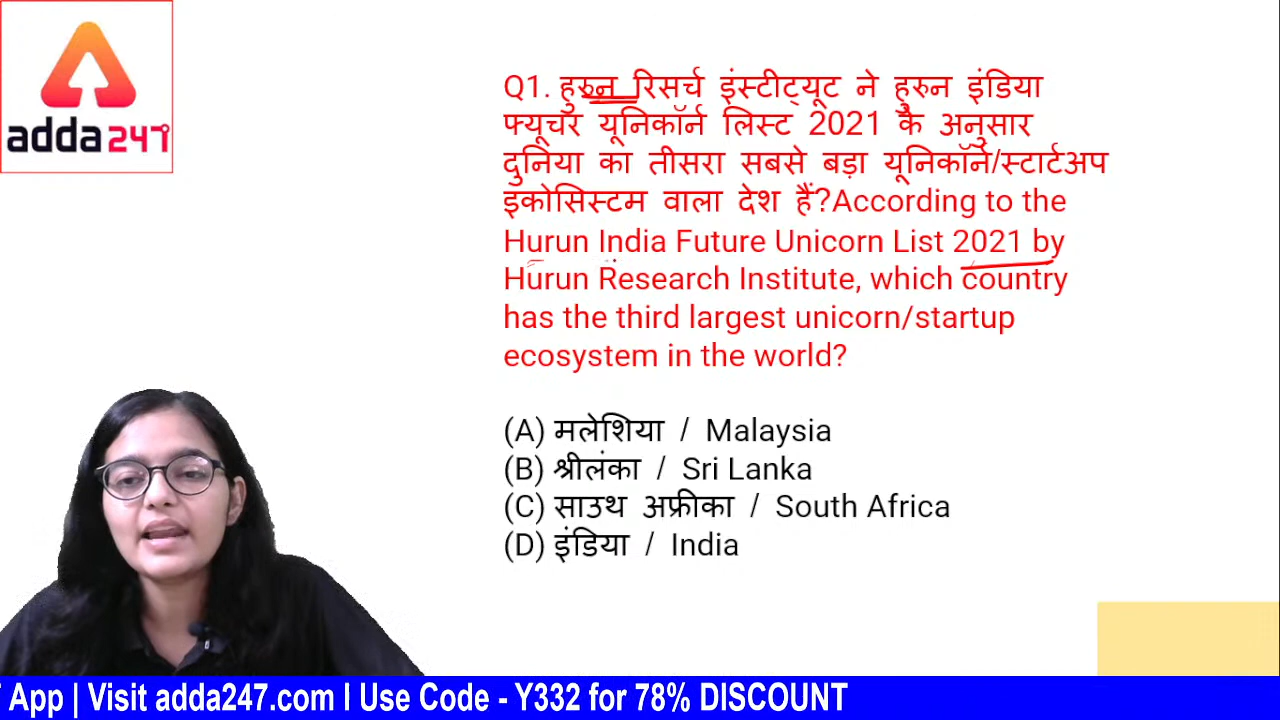 adda247
Q1. हुरुन रिसर्च इंस्टीट्यूट ने हुरुन इंडिया
फ्यूचर यूनिकॉर्न लिस्ट 2021 के अनुसार
दुनिया का तीसरा सबसे बड़ा यूनिकॉर्न/स्टार्टअप
इकोसिस्टम वाला देश हैं?According to the
Hurun India Future Unicorn List 2021 by
Hurun Research Institute, which country
has the third largest unicorn/startup
ecosystem in the world?
(A) मलेशिया / Malaysia
(B) श्रीलंका / Sri Lanka
(C) साउथ अफ्रीका / South Africa
(D) इंडिया / India
App | Visit adda247.com I Use Code - Y332 for 78% DISCOUNT